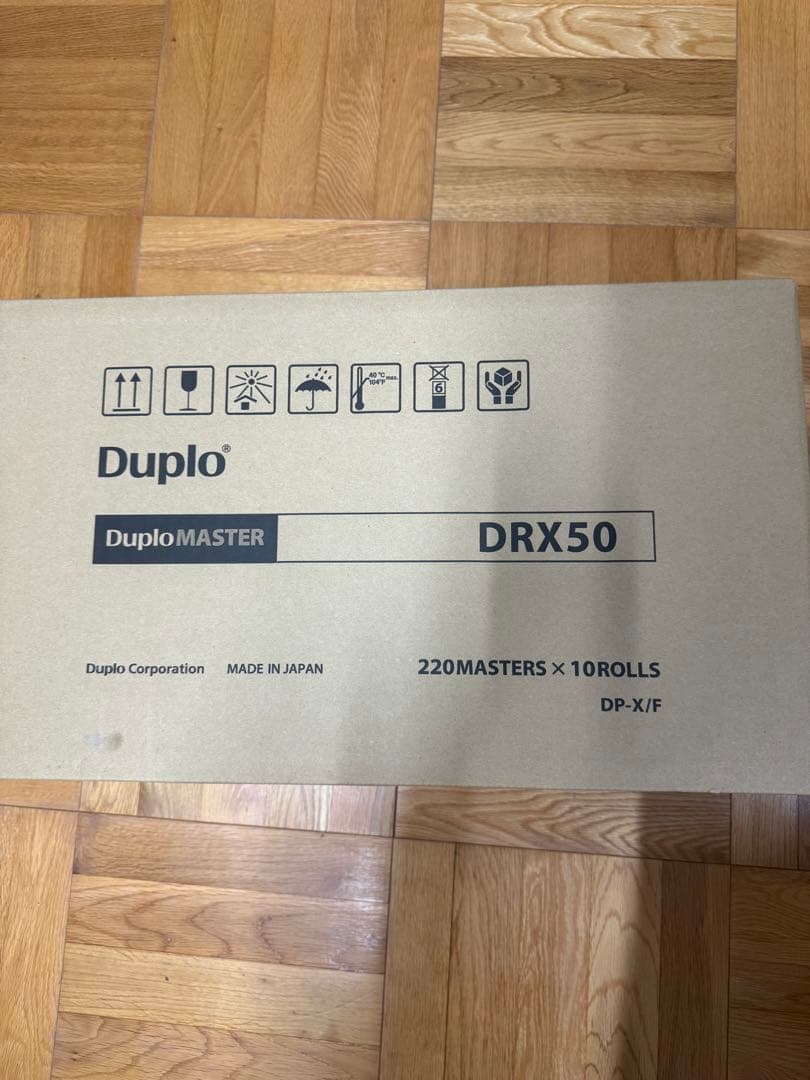 40 °C max.
104°F
6
Duplo®
DuploMASTER DRX50
Duplo Corporation MADE IN JAPAN 220MASTERS×10ROLLS
DP-X/F